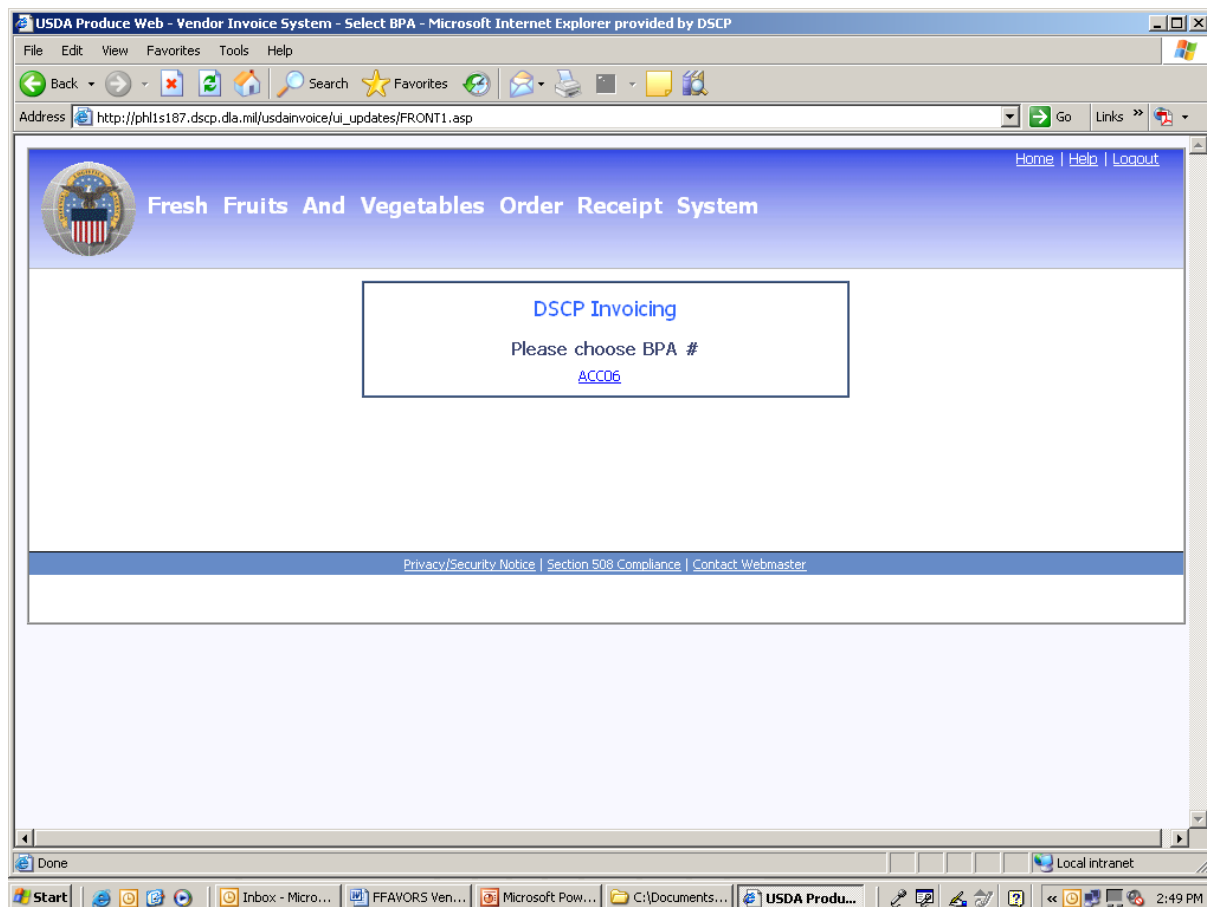 USDA Produce Web - Vendor Invoice System - Select BPA - Microsoft Internet Explorer provided by DSCP
File Edit View Favorites Tools Help
Back Search Favorites
Address http://phl1s187.dscp.dla.mil/usdainvoice/ui_updates/FRONT1.asp Go Links »
Home | Help | Logout
Fresh Fruits And Vegetables Order Receipt System
DSCP Invoicing
Please choose BPA #
ACC06
Privacy/Security Notice | Section 508 Compliance | Contact Webmaster
Done Local intranet
Start Inbox - Micro... FFAVORS Ven... Microsoft Pow... C:\Documents... USDA Produ... « 2:49 PM